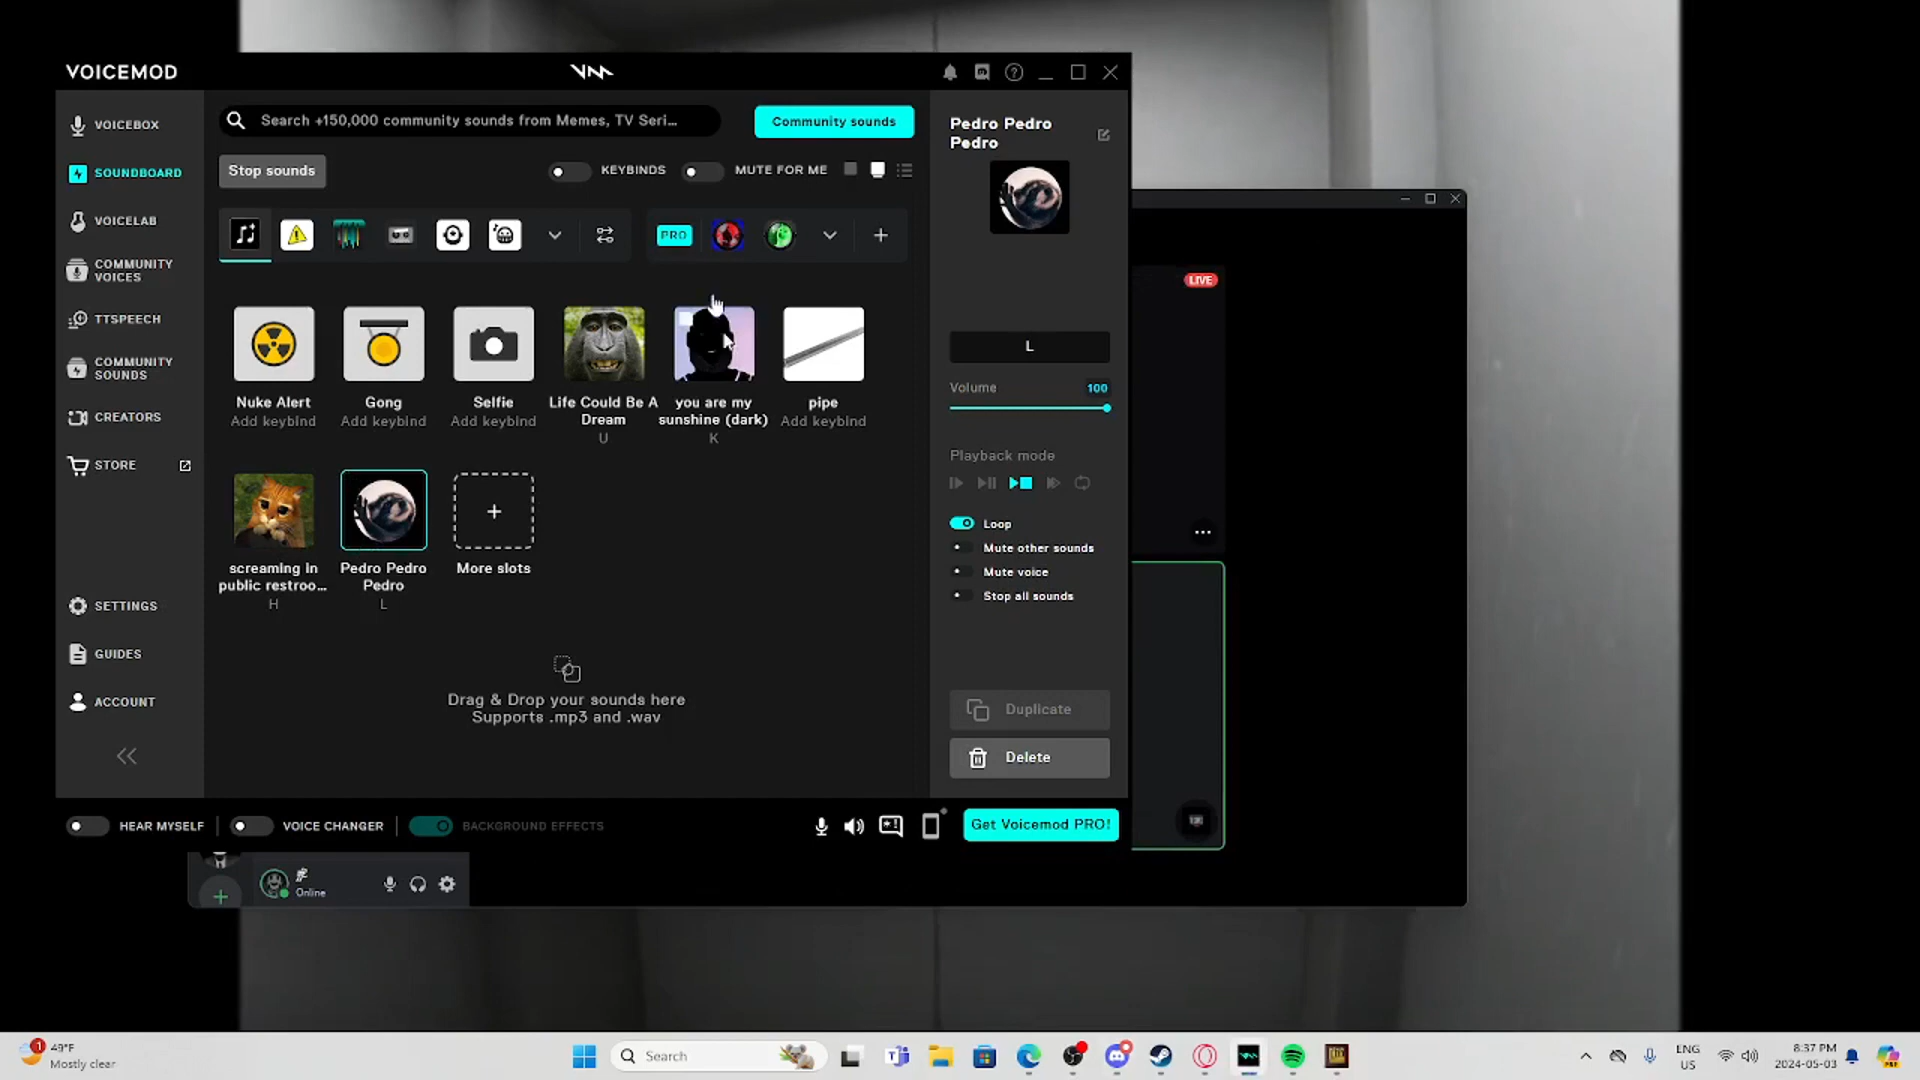 VOICEMOD
VOICEBOX
SOUNDBOARD
VOICELAB
COMMUNITY
VOICES
TTSPEECH
COMMUNITY
SOUNDS
CREATORS
STORE
SETTINGS
GUIDES
ACCOUNT
Search +150,000 community sounds from Memes, TV Seri...
Community sounds
Stop sounds
KEYBINDS
MUTE FOR ME
PRO
Nuke Alert
Add keybind
Gong
Add keybind
Selfie
Add keybind
Life Could Be A
Dream
U
you are my
sunshine (dark)
K
pipe
Add keybind
screaming in
public restroo...
H
Pedro Pedro
Pedro
L
More slots
Drag & Drop your sounds here
Supports .mp3 and .wav
Pedro Pedro
Pedro
L
Volume 100
Playback mode
Loop
Mute other sounds
Mute voice
Stop all sounds
Duplicate
Delete
HEAR MYSELF
VOICE CHANGER
BACKGROUND EFFECTS
Get Voicemod PRO!
LIVE
Online
1
49°F
Mostly clear
Search
ENG
US
8:37 PM
2024-05-03